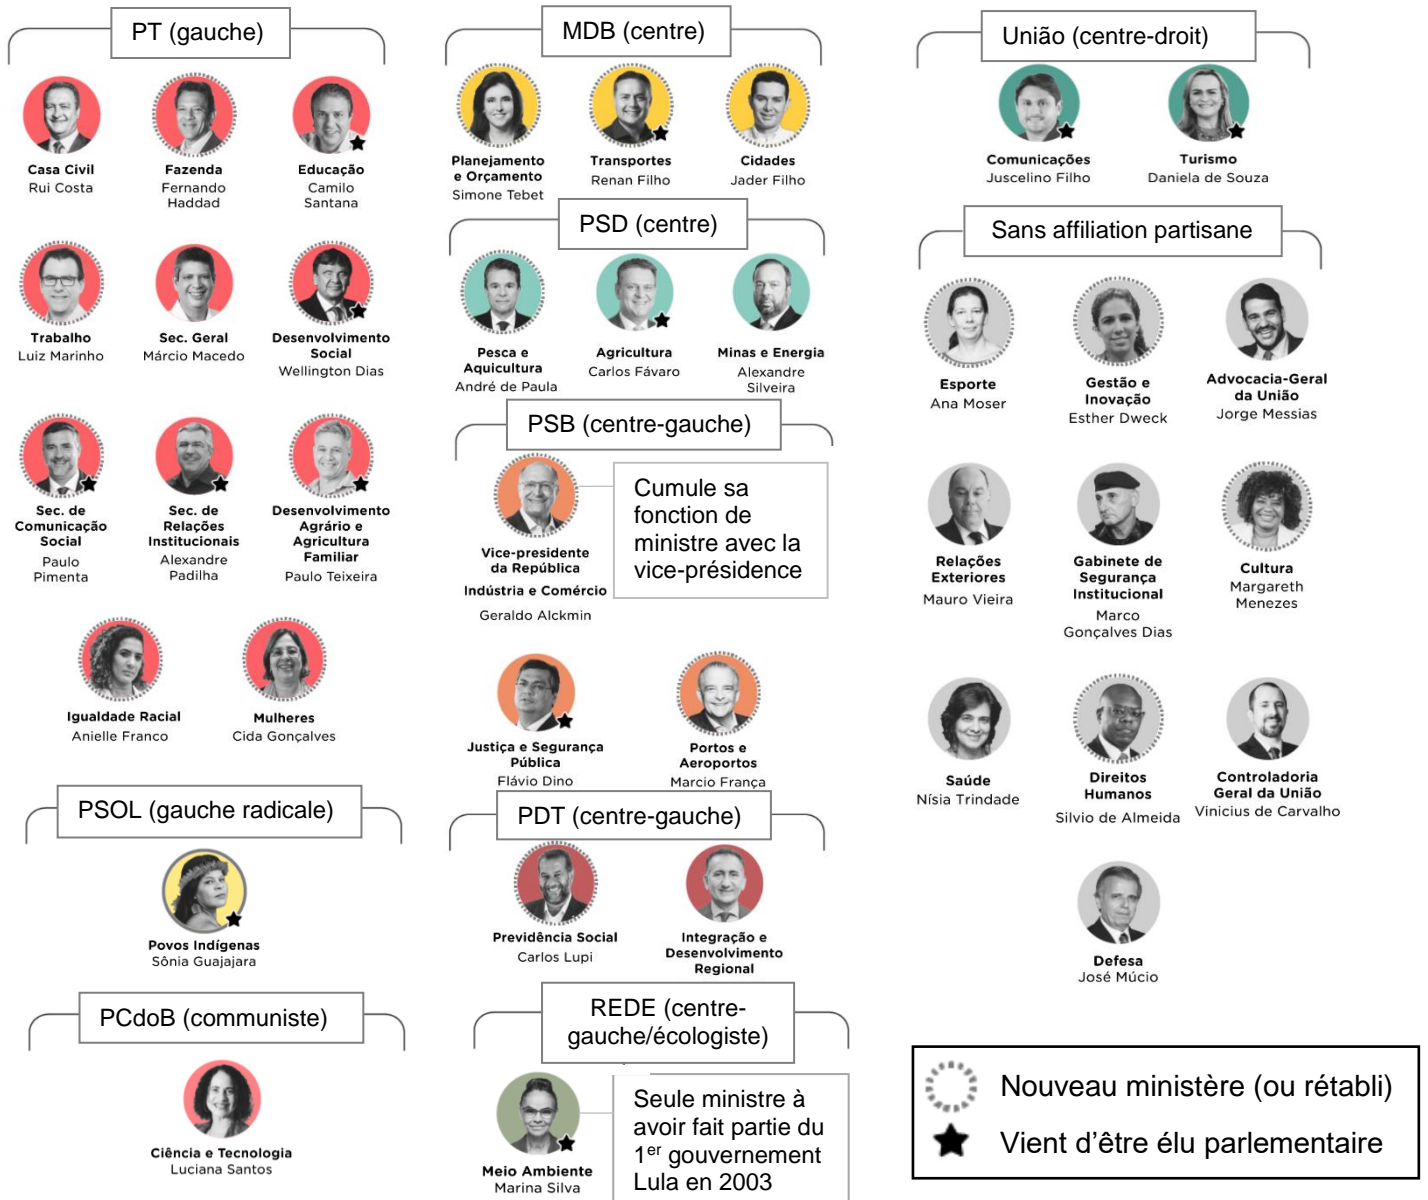 PT (gauche)
Casa Civil
Rui Costa
Fazenda
Fernando
Haddad
Educação
Camilo
Santana
Trabalho
Luiz Marinho
Sec. Geral
Márcio Macedo
Desenvolvimento
Social
Wellington Dias
Sec. de
Comunicação
Social
Paulo
Pimenta
Sec. de
Relações
Institucionais
Alexandre
Padilha
Desenvolvimento
Agrário e
Agricultura
Familiar
Paulo Teixeira
Igualdade Racial
Anielle Franco
Mulheres
Cida Gonçalves
PSOL (gauche radicale)
Povos Indígenas
Sônia Guajajara
PCdoB (communiste)
Ciência e Tecnologia
Luciana Santos
MDB (centre)
Planejamento
e Orçamento
Simone Tebet
Transportes
Renan Filho
Cidades
Jader Filho
PSD (centre)
Pesca e
Aquicultura
André de Paula
Agricultura
Carlos Fávaro
Minas e Energia
Alexandre
Silveira
PSB (centre-gauche)
Vice-presidente
da República
Indústria e Comércio
Geraldo Alckmin
Cumule sa
fonction de
ministre avec la
vice-présidence
Justiça e Segurança
Pública
Flávio Dino
Portos e
Aeroportos
Marcio França
PDT (centre-gauche)
Previdência Social
Carlos Lupi
Integração e
Desenvolvimento
Regional
REDE (centre-
gauche/écologiste)
Meio Ambiente
Marina Silva
Seule ministre à
avoir fait partie du
1er gouvernement
Lula en 2003
União (centre-droit)
Comunicações
Juscelino Filho
Turismo
Daniela de Souza
Sans affiliation partisane
Esporte
Ana Moser
Gestão e
Inovação
Esther Dweck
Advocacia-Geral
da União
Jorge Messias
Relações
Exteriores
Mauro Vieira
Gabinete de
Segurança
Institucional
Marco
Gonçalves Dias
Cultura
Margareth
Menezes
Saúde
Nísia Trindade
Direitos
Humanos
Silvio de Almeida
Controladoria
Geral da União
Vinicius de Carvalho
Defesa
José Múcio
Nouveau ministère (ou rétabli)
Vient d'être élu parlementaire